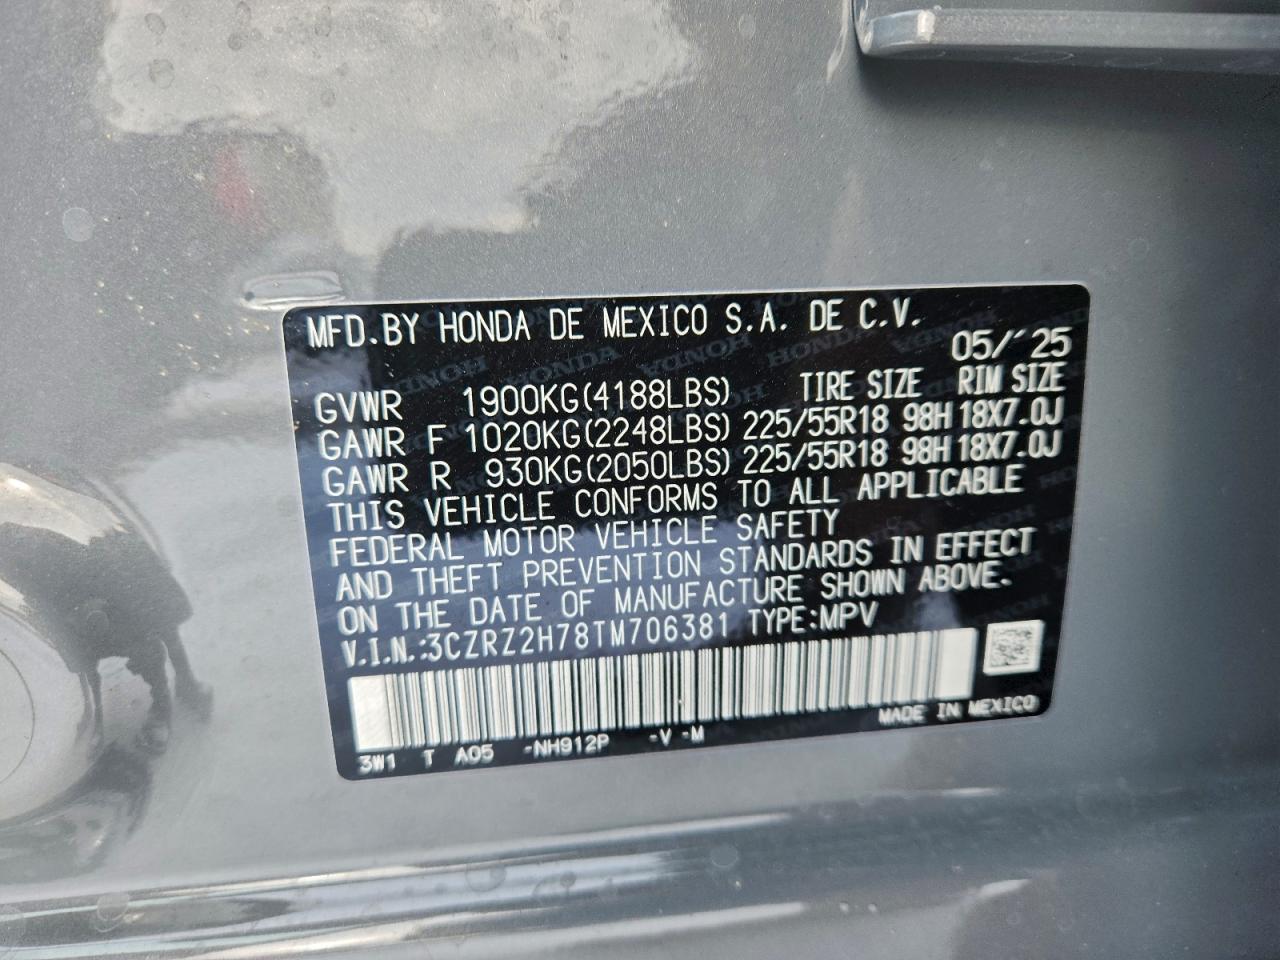 MFD.BY HONDA DE MEXICO S.A. DE C.V.
05/´25
GVWR 1900KG(4188LBS) TIRE SIZE RIM SIZE
GAWR F 1020KG(2248LBS) 225/55R18 98H 18X7.0J
GAWR R 930KG(2050LBS) 225/55R18 98H 18X7.0J
THIS VEHICLE CONFORMS TO ALL APPLICABLE
FEDERAL MOTOR VEHICLE SAFETY
AND THEFT PREVENTION STANDARDS IN EFFECT
ON THE DATE OF MANUFACTURE SHOWN ABOVE.
V.I.N.:3CZRZ2H78TM706381 TYPE:MPV
MADE IN MEXICO
3W1 T A05 -NH912P -V -M